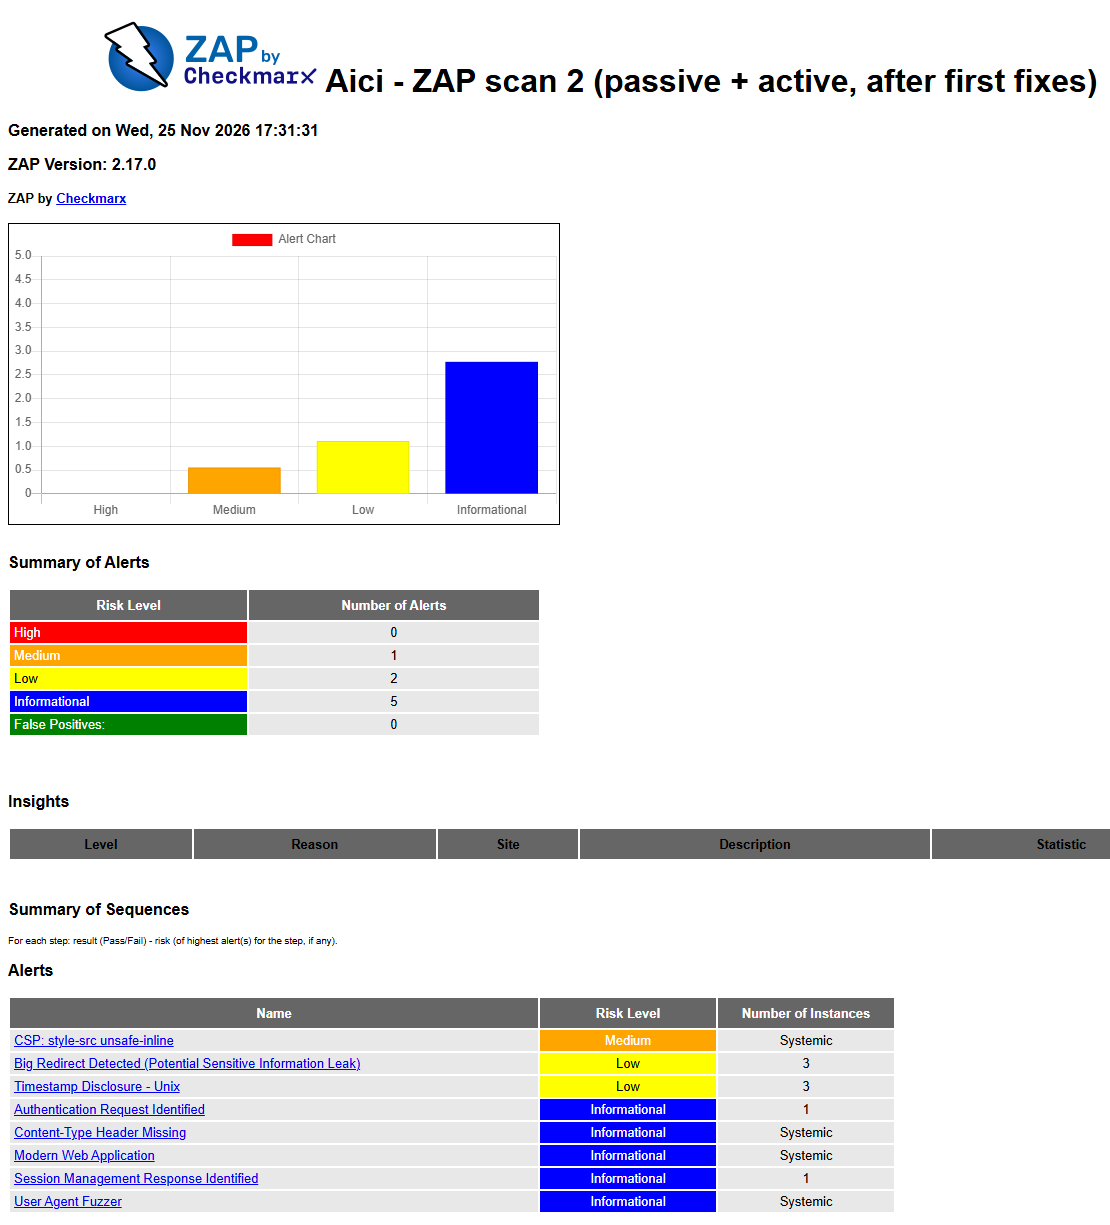 ZAP by
Checkmarx
Aici - ZAP scan 2 (passive + active, after first fixes)
Generated on Wed, 25 Nov 2026 17:31:31
ZAP Version: 2.17.0
ZAP by Checkmarx
Alert Chart
5.0
4.5
4.0
3.5
3.0
2.5
2.0
1.5
1.0
0.5
0
High Medium Low Informational
Summary of Alerts
Risk Level Number of Alerts
High 0
Medium 1
Low 2
Informational 5
False Positives: 0
Insights
Level Reason Site Description Statistic
Summary of Sequences
For each step: result (Pass/Fail) - risk (of highest alert(s) for the step, if any).
Alerts
Name Risk Level Number of Instances
CSP: style-src unsafe-inline Medium Systemic
Big Redirect Detected (Potential Sensitive Information Leak) Low 3
Timestamp Disclosure - Unix Low 3
Authentication Request Identified Informational 1
Content-Type Header Missing Informational Systemic
Modern Web Application Informational Systemic
Session Management Response Identified Informational 1
User Agent Fuzzer Informational Systemic